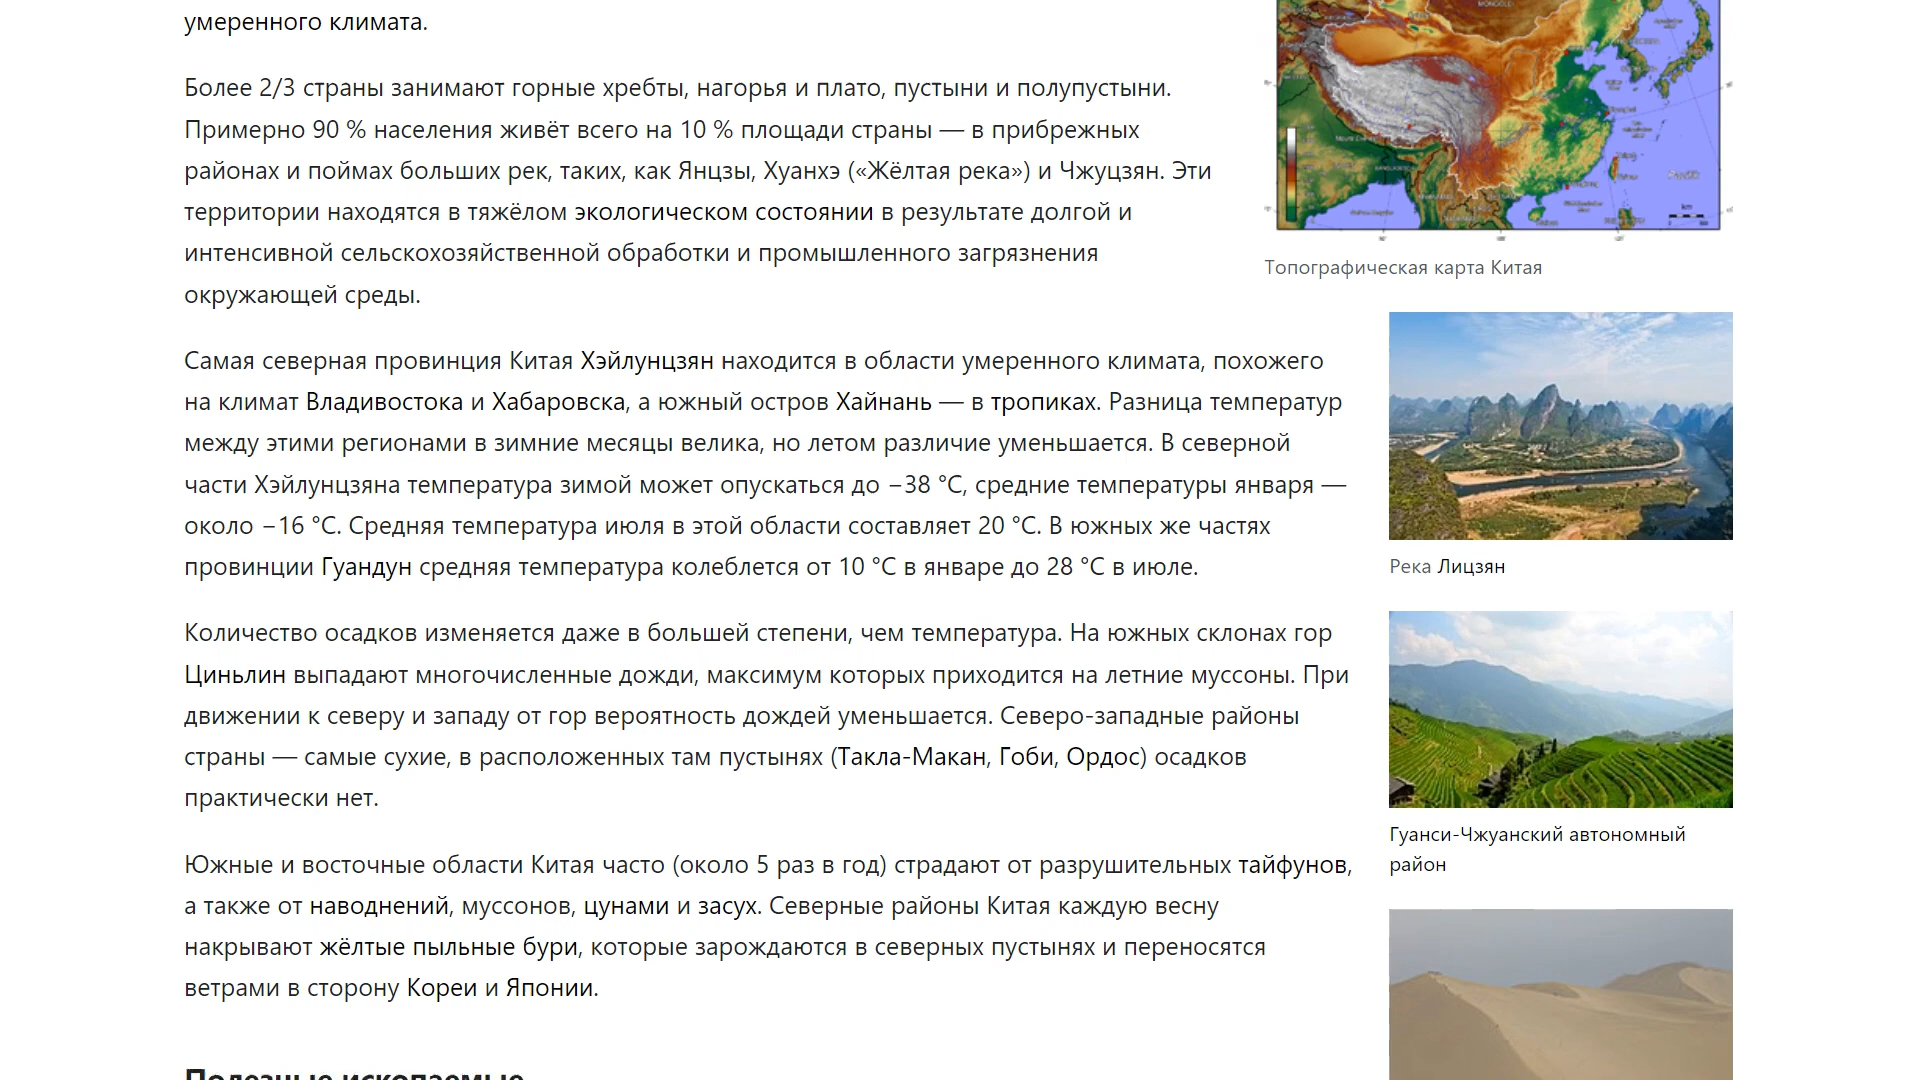 умеренного климата.
Более 2/3 страны занимают горные хребты, нагорья и плато, пустыни и полупустыни.
Примерно 90 % населения живёт всего на 10 % площади страны — в прибрежных
районах и поймах больших рек, таких, как Янцзы, Хуанхэ («Жёлтая река») и Чжуцзян. Эти
территории находятся в тяжёлом экологическом состоянии в результате долгой и
интенсивной сельскохозяйственной обработки и промышленного загрязнения
окружающей среды.
Топографическая карта Китая
Самая северная провинция Китая Хэйлунцзян находится в области умеренного климата, похожего
на климат Владивостока и Хабаровска, а южный остров Хайнань — в тропиках. Разница температур
между этими регионами в зимние месяцы велика, но летом различие уменьшается. В северной
части Хэйлунцзяна температура зимой может опускаться до −38 °C, средние температуры января —
около −16 °C. Средняя температура июля в этой области составляет 20 °C. В южных же частях
провинции Гуандун средняя температура колеблется от 10 °C в январе до 28 °C в июле.
Река Лицзян
Количество осадков изменяется даже в большей степени, чем температура. На южных склонах гор
Циньлин выпадают многочисленные дожди, максимум которых приходится на летние муссоны. При
движении к северу и западу от гор вероятность дождей уменьшается. Северо-западные районы
страны — самые сухие, в расположенных там пустынях (Такла-Макан, Гоби, Ордос) осадков
практически нет.
Гуанси-Чжуанский автономный
район
Южные и восточные области Китая часто (около 5 раз в год) страдают от разрушительных тайфунов,
а также от наводнений, муссонов, цунами и засух. Северные районы Китая каждую весну
накрывают жёлтые пыльные бури, которые зарождаются в северных пустынях и переносятся
ветрами в сторону Кореи и Японии.
Полезные ископаемые